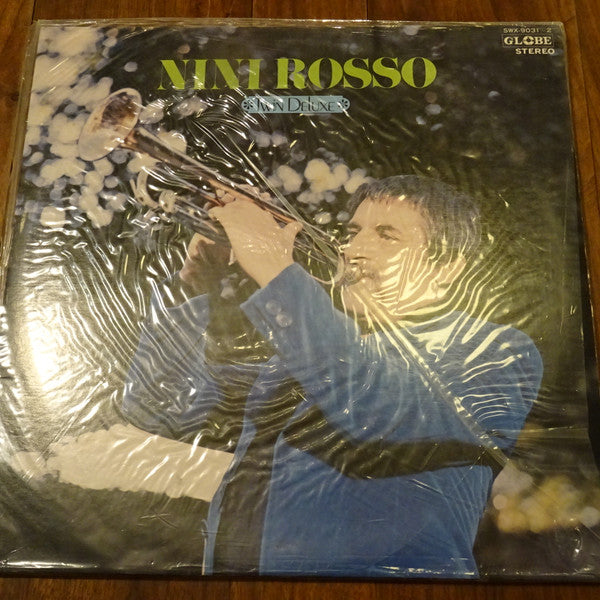 SWX-9031~2
GLOBE
STEREO
NINI ROSSO
TWIN DELUXE